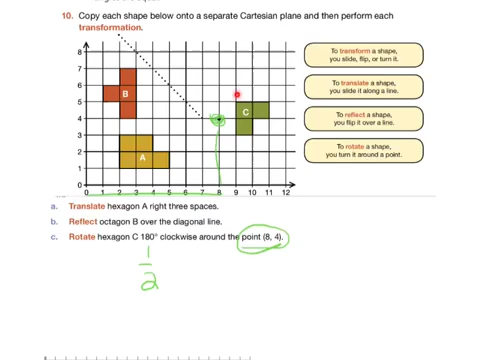 10. Copy each shape below onto a separate Cartesian plane and then perform each
transformation.
8
7
6
5
4
3
2
1
0
B
C
A
0 1 2 3 4 5 6 7 8 9 10 11 12
To transform a shape,
you slide, flip, or turn it.
To translate a shape,
you slide it along a line.
To reflect a shape,
you flip it over a line.
To rotate a shape,
you turn it around a point.
a. Translate hexagon A right three spaces.
b. Reflect octagon B over the diagonal line.
c. Rotate hexagon C 180° clockwise around the point (8, 4).
1
2